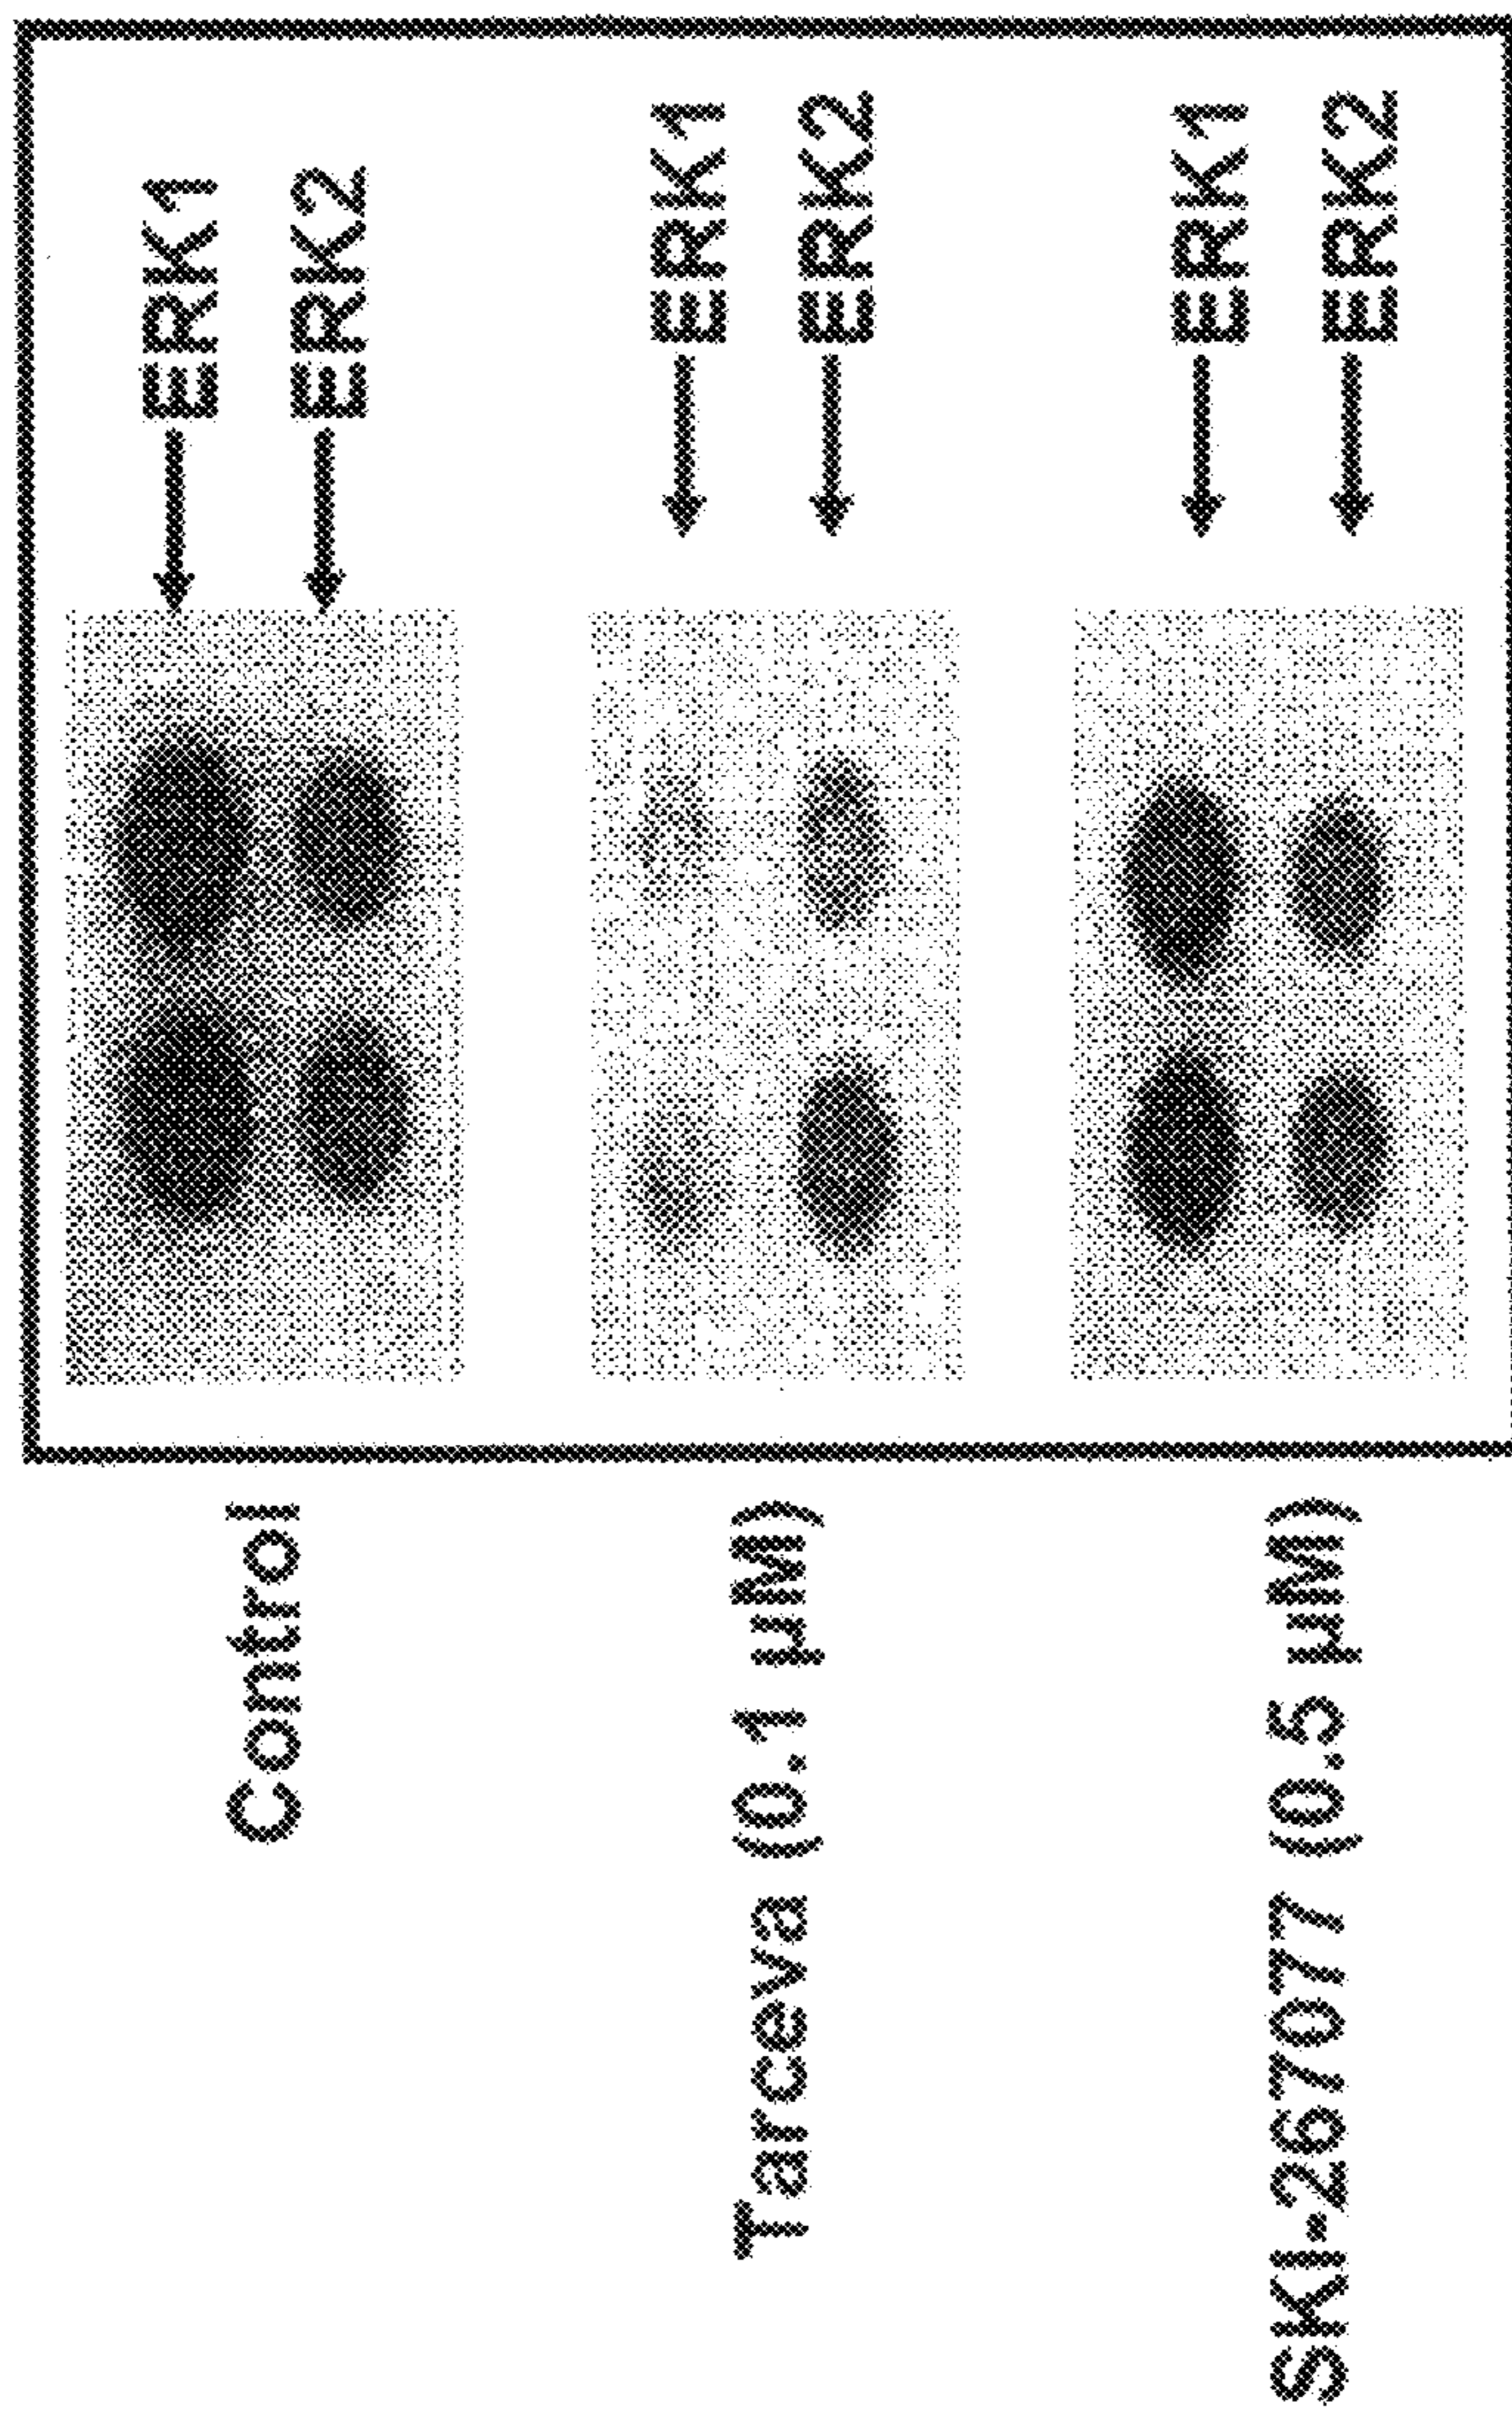 Control
ERK1
ERK2
Tarceva (0.1 µM)
ERK1
ERK2
SKI-267077 (0.5 µM)
ERK1
ERK2